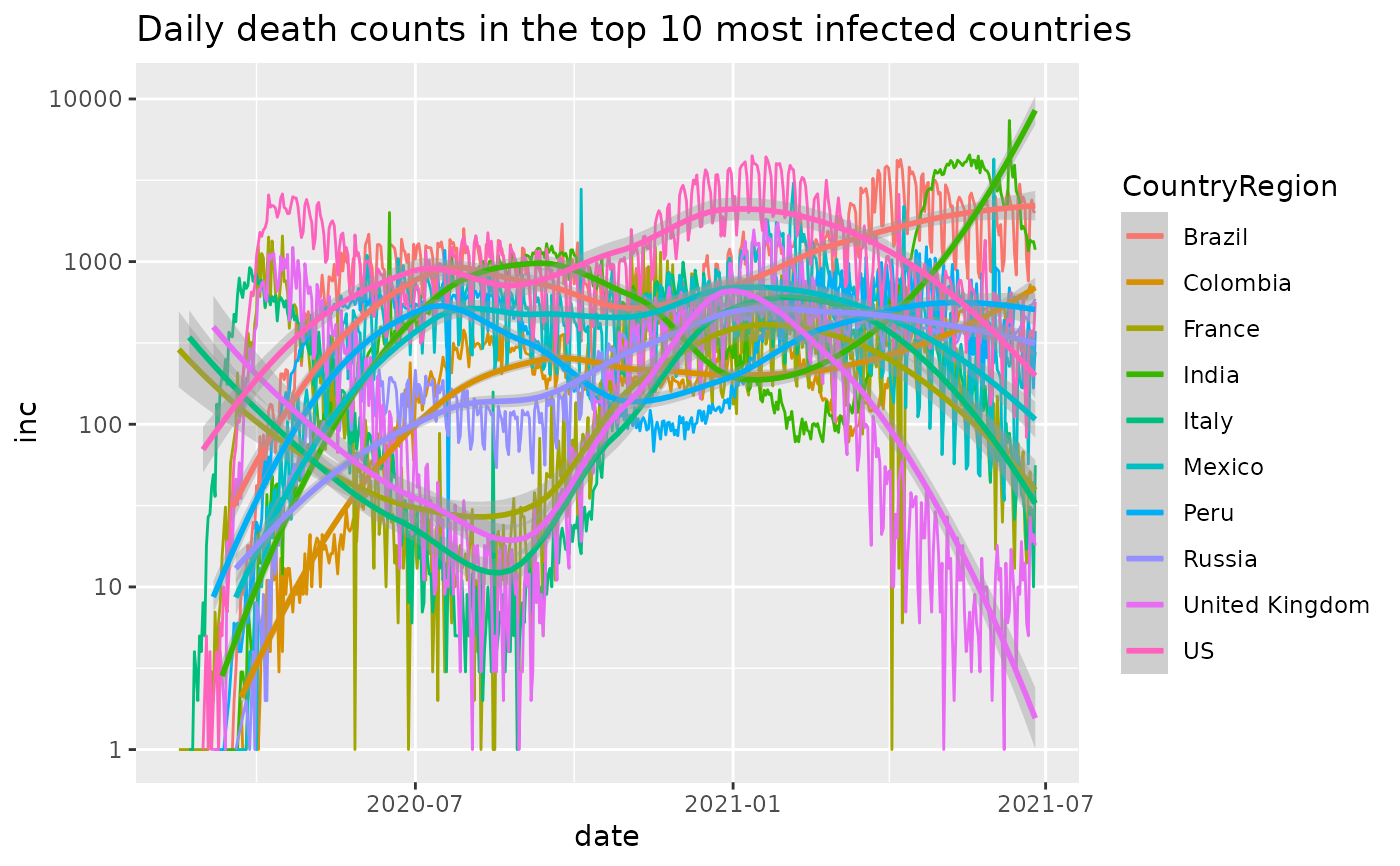 Daily death counts in the top 10 most infected countries
10000
1000
100
10
1
inc
2020-07
2021-01
2021-07
date
CountryRegion
Brazil
Colombia
France
India
Italy
Mexico
Peru
Russia
United Kingdom
US